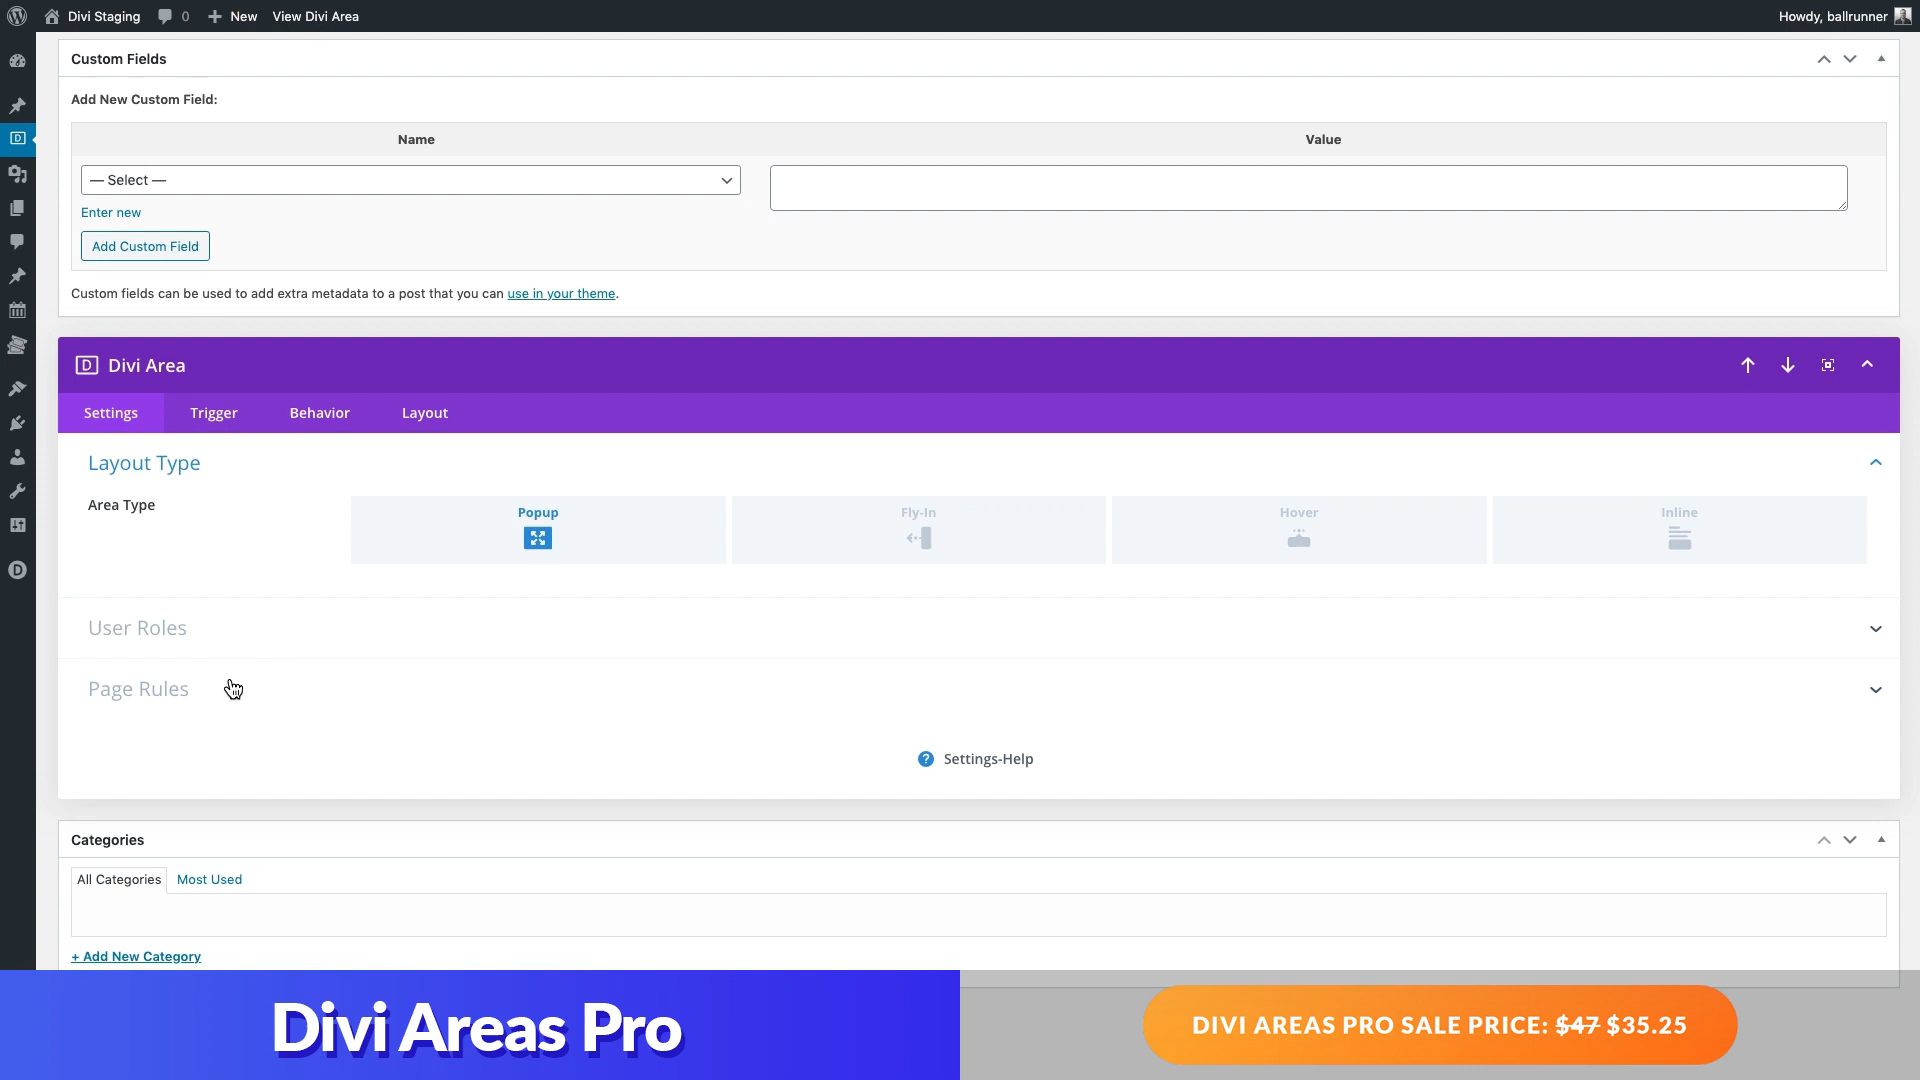 Divi Staging
0
New
View Divi Area
Howdy, ballrunner
Custom Fields
Add New Custom Field:
Name
Value
— Select —
Enter new
Add Custom Field
Custom fields can be used to add extra metadata to a post that you can use in your theme.
D Divi Area
Settings
Trigger
Behavior
Layout
Layout Type
Area Type
Popup
Fly-In
Hover
Inline
User Roles
Page Rules
? Settings-Help
Categories
All Categories
Most Used
+ Add New Category
Divi Areas Pro
DIVI AREAS PRO SALE PRICE: $47 $35.25